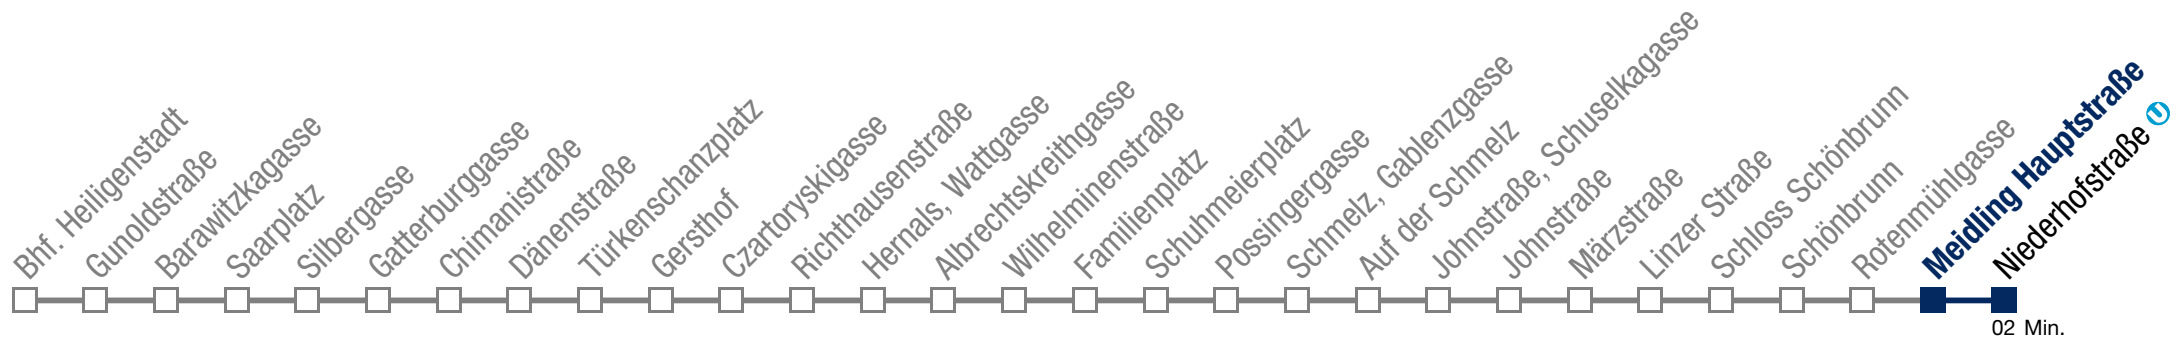 Bhf. Heiligenstadt
Gunoldstraße
Barawitzkagasse
Saarplatz
Silbergasse
Gatterburggasse
Chimanistraße
Dänenstraße
Türkenschanzplatz
Gersthof
Czartoryskigasse
Richthausenstraße
Hernals, Wattgasse
Albrechtskreithgasse
Wilhelminenstraße
Familienplatz
Schuhmeierplatz
Possingergasse
Schmelz, Gablenzgasse
Auf der Schmelz
Johnstraße, Schuselkagasse
Johnstraße
Märzstraße
Linzer Straße
Schloss Schönbrunn
Schönbrunn
Rotenmühlgasse
Meidling Hauptstraße
Niederhofstraße U
02 Min.